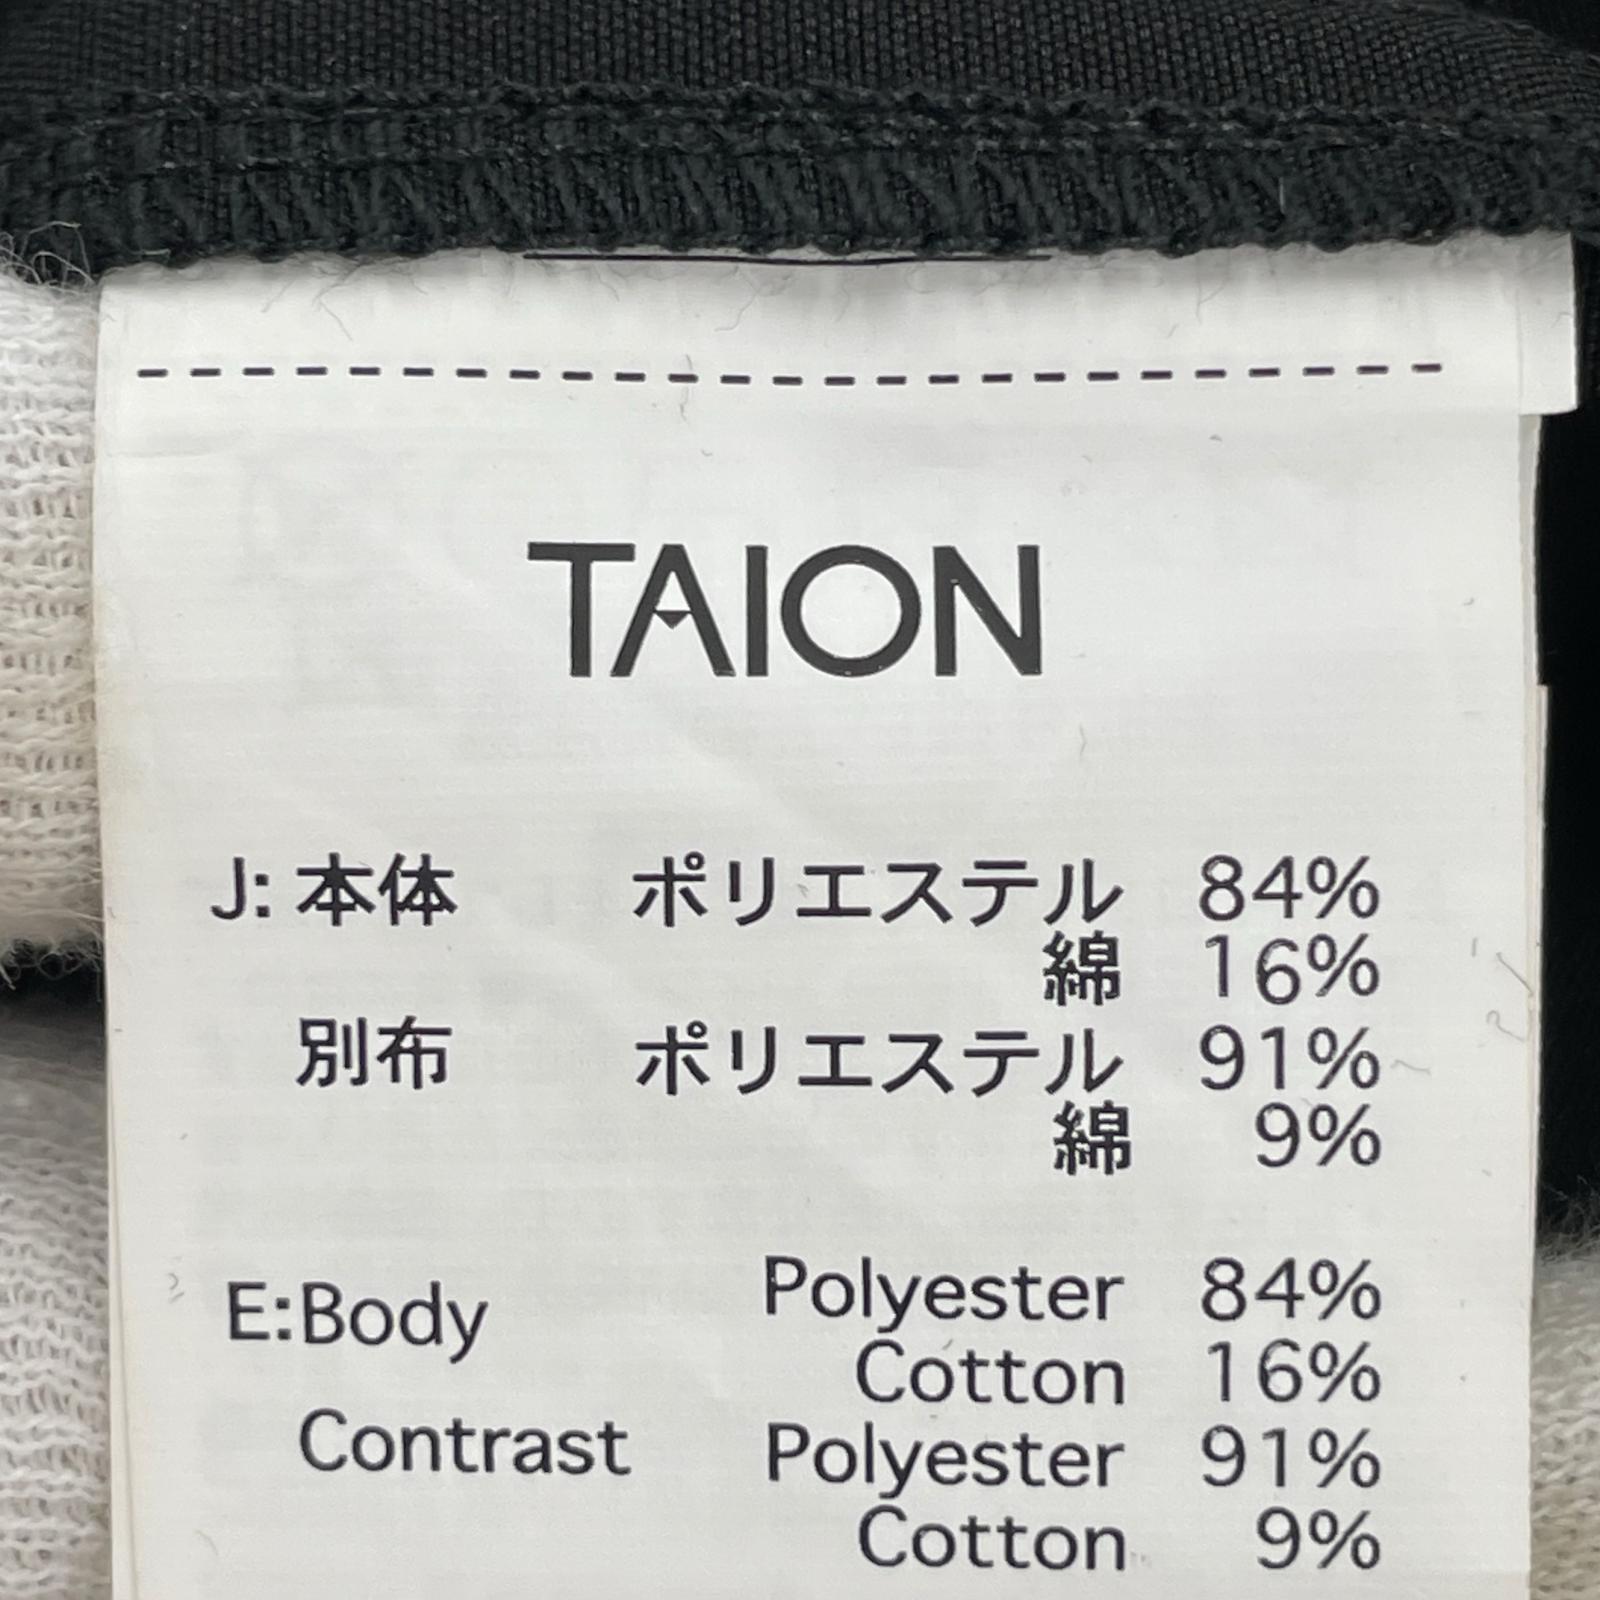 TAION
J: 本体 ポリエステル 84%
綿 16%
別布 ポリエステル 91%
綿 9%
E:Body Polyester 84%
Cotton 16%
Contrast Polyester 91%
Cotton 9%